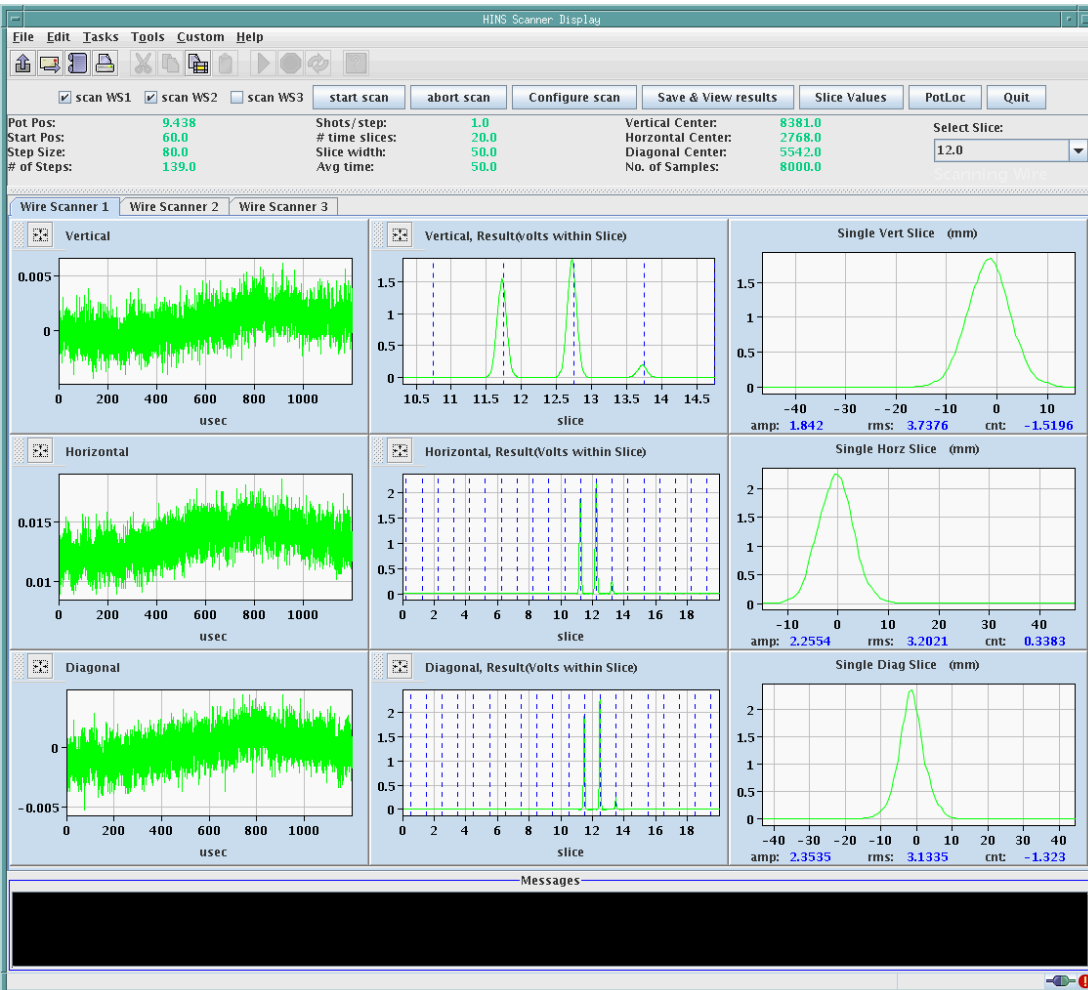 HINS Scanner Display
File Edit Tasks Tools Custom Help
scan WS1 scan WS2 scan WS3 start scan abort scan Configure scan Save & View results Slice Values PotLoc Quit
Pot Pos: 9.438 Shots/step: 1.0 Vertical Center: 8381.0 Select Slice:
Start Pos: 60.0 # time slices: 20.0 Horzontal Center: 2768.0
Step Size: 80.0 Slice width: 50.0 Diagonal Center: 5542.0 12.0
# of Steps: 139.0 Avg time: 50.0 No. of Samples: 8000.0
Scanning Wire
Wire Scanner 1 Wire Scanner 2 Wire Scanner 3
Vertical Vertical, Result(volts within Slice) Single Vert Slice (mm)
0.005 1.5 1.5
0 1 1
0.5 0.5
0 0
0 200 400 600 800 1000 10.5 11 11.5 12 12.5 13 13.5 14 14.5 -40 -30 -20 -10 0 10
usec slice amp: 1.842 rms: 3.7376 cnt: -1.5196
Horizontal Horizontal, Result(Volts within Slice) Single Horz Slice (mm)
0.015 2 2
0.01 1.5 1.5
1 1
0.5 0.5
0 0
0 200 400 600 800 1000 0 2 4 6 8 10 12 14 16 18 -10 0 10 20 30 40
usec slice amp: 2.2554 rms: 3.2021 cnt: 0.3383
Diagonal Diagonal, Result(Volts within Slice) Single Diag Slice (mm)
0 2 2
-0.005 1.5 1.5
1 1
0.5 0.5
0 0
0 200 400 600 800 1000 0 2 4 6 8 10 12 14 16 18 -40 -30 -20 -10 0 10 20 30 40
usec slice amp: 2.3535 rms: 3.1335 cnt: -1.323
Messages